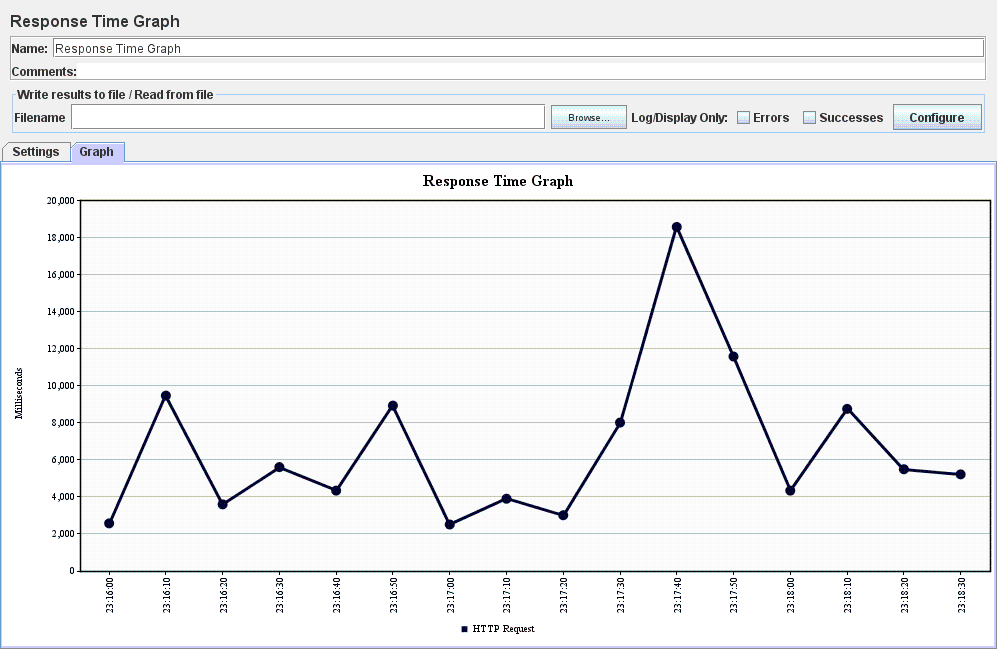 Response Time Graph
Name: Response Time Graph
Comments:
Write results to file / Read from file
Filename Browse... Log/Display Only: Errors Successes Configure
Settings Graph
Response Time Graph
20,000
18,000
16,000
14,000
12,000
10,000
8,000
6,000
4,000
2,000
0
Milliseconds
23:16:00 23:16:10 23:16:20 23:16:30 23:16:40 23:16:50 23:17:00 23:17:10 23:17:20 23:17:30 23:17:40 23:17:50 23:18:00 23:18:10 23:18:20 23:18:30
HTTP Request